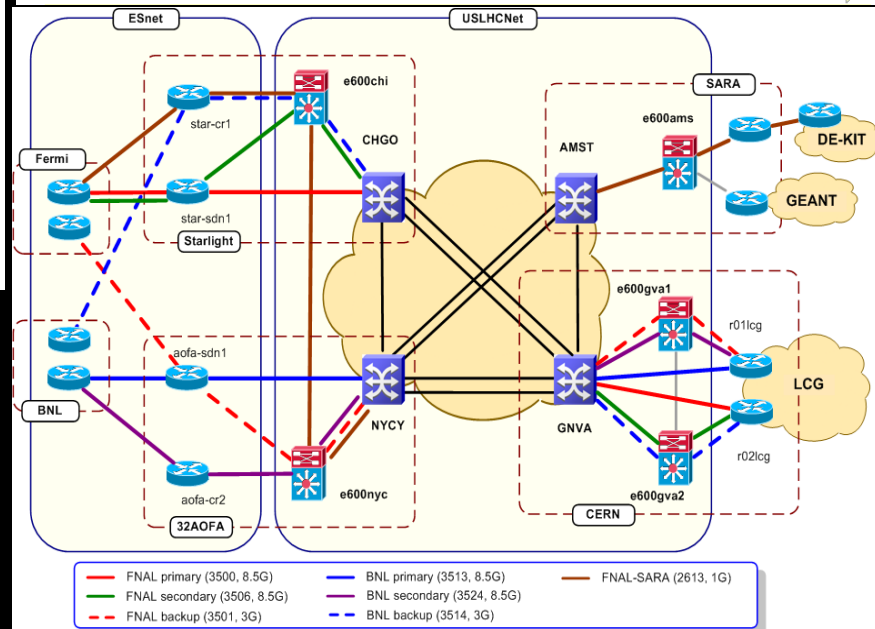 ESnet
USLHCNet
SARA
e600chi
e600ams
star-cr1
CHGO
AMST
DE-KIT
Fermi
GEANT
star-sdn1
Starlight
e600gva1
r01lcg
aofa-sdn1
LCG
BNL
NYCY
GNVA
r02lcg
aofa-cr2
e600nyc
e600gva2
32AOFA
CERN
FNAL primary (3500, 8.5G)
BNL primary (3513, 8.5G)
FNAL-SARA (2613, 1G)
FNAL secondary (3506, 8.5G)
BNL secondary (3524, 8.5G)
FNAL backup (3501, 3G)
BNL backup (3514, 3G)